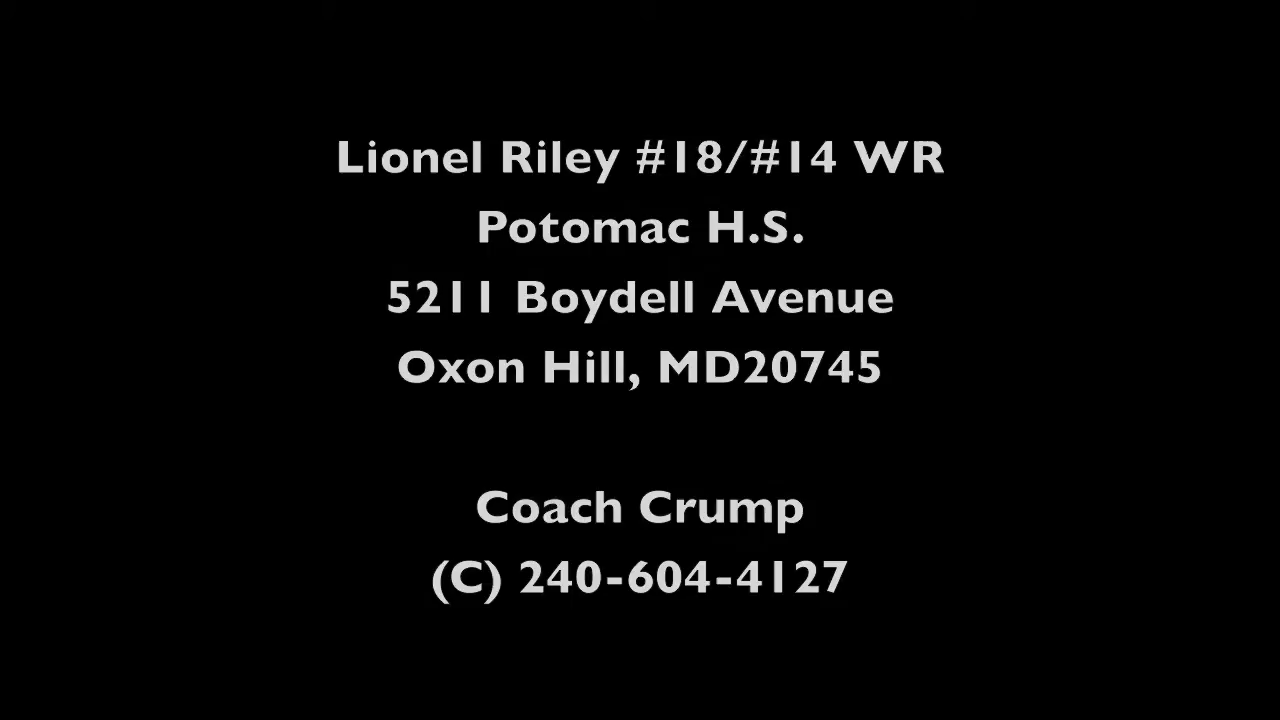 Lionel Riley #18/#14 WR
Potomac H.S.
5211 Boydell Avenue
Oxon Hill, MD20745
Coach Crump
(C) 240-604-4127